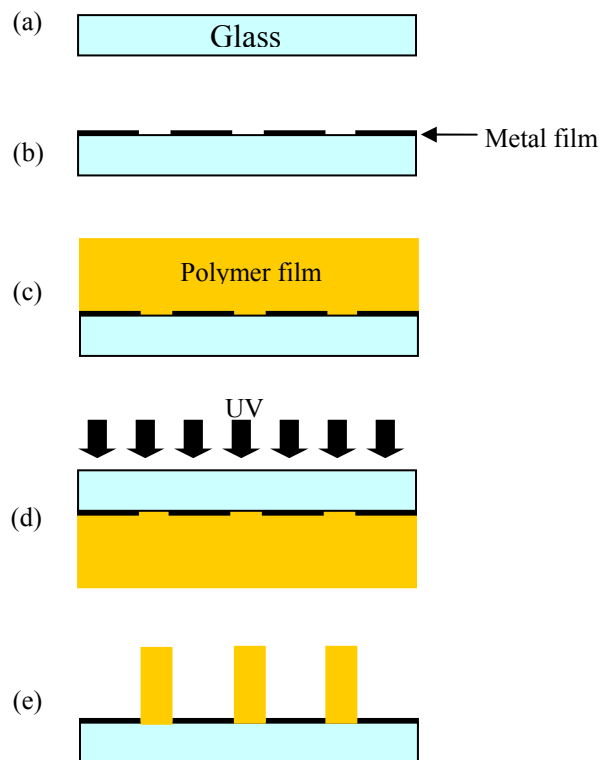 (a)
Glass
(b)
Metal film
(c)
Polymer film
UV
(d)
(e)